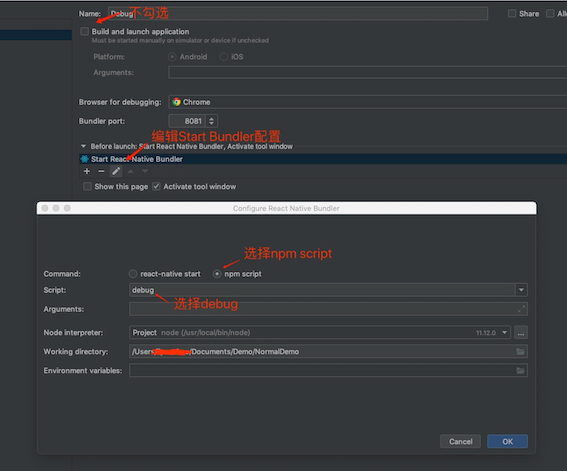 Name: Debug 不勾选 Share Allo
Build and launch application
Must be started manually on simulator or device if unchecked
Platform: Android iOS
Arguments:
Browser for debugging: Chrome
Bundler port: 8081
编辑Start Bundler配置
Before launch: Start React Native Bundler, Activate tool window
Start React Native Bundler
Show this page Activate tool window
Configure React Native Bundler
选择npm script
Command: react-native start npm script
Script: debug
选择debug
Arguments:
Node interpreter: Project node (/usr/local/bin/node) 11.12.0 ...
Working directory: /Users/ /Documents/Demo/NormalDemo
Environment variables:
Cancel OK